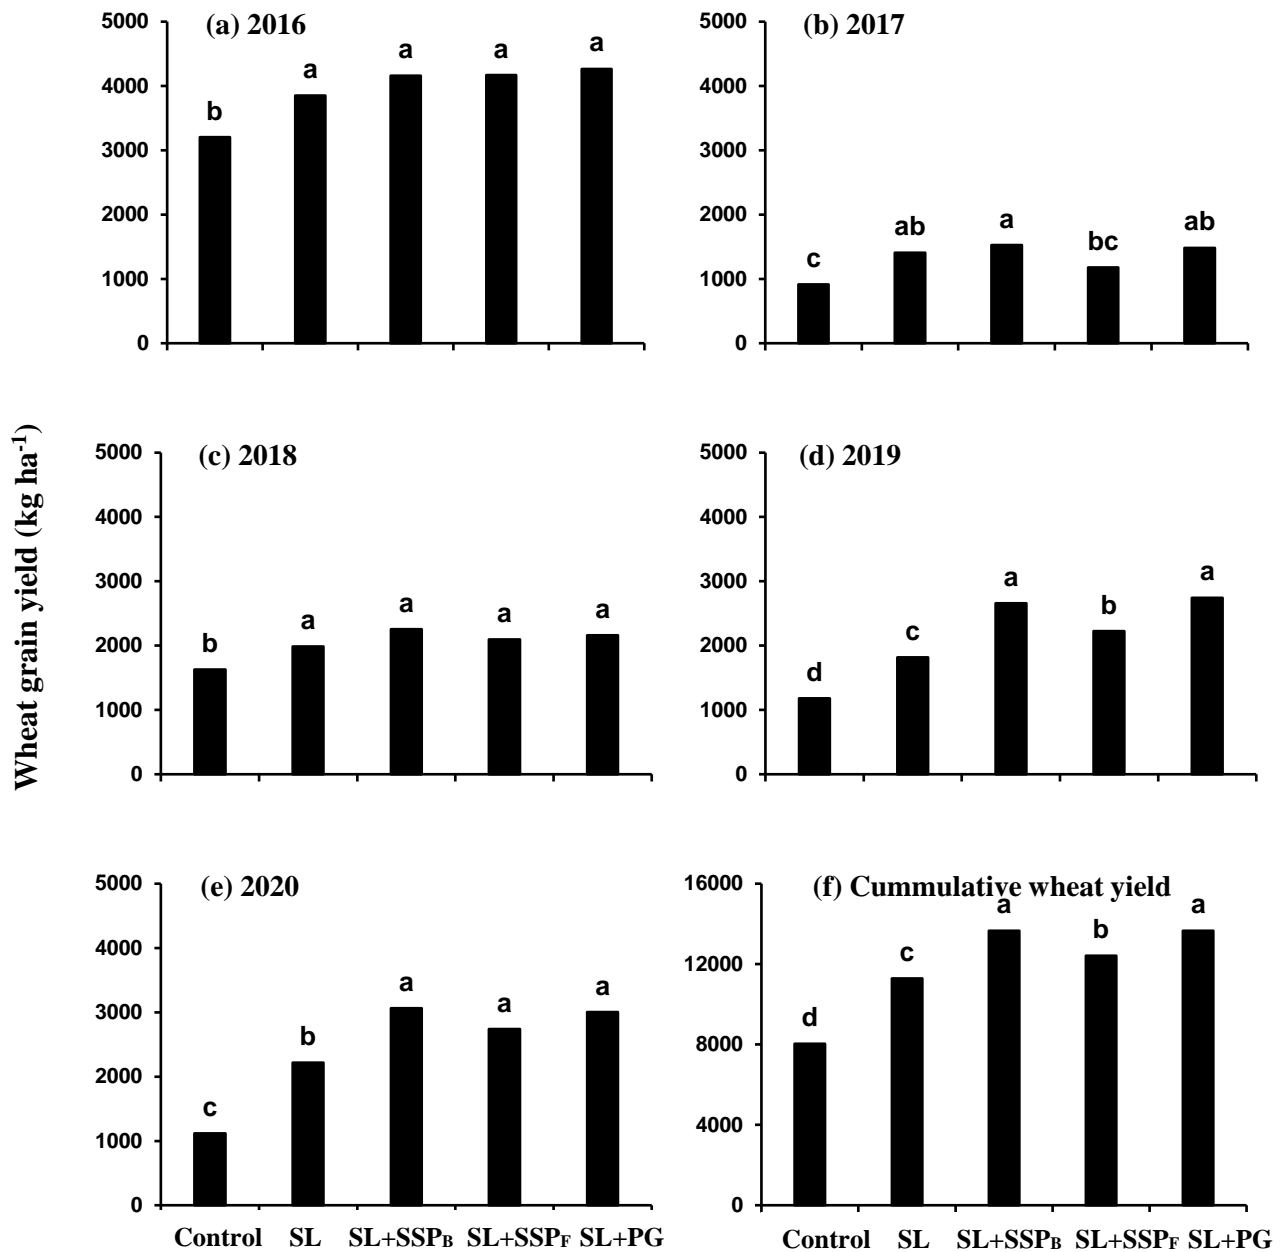 (a) 2016
5000
4000
3000
2000
1000
0
b
a
a
a
a
(b) 2017
5000
4000
3000
2000
1000
0
c
ab
a
bc
ab
Wheat grain yield (kg ha⁻¹)
(c) 2018
5000
4000
3000
2000
1000
0
b
a
a
a
a
(d) 2019
5000
4000
3000
2000
1000
0
d
c
a
b
a
(e) 2020
5000
4000
3000
2000
1000
0
c
b
a
a
a
Control SL SL+SSPB SL+SSPF SL+PG
(f) Cummulative wheat yield
16000
12000
8000
4000
0
d
c
a
b
a
Control SL SL+SSPB SL+SSPF SL+PG